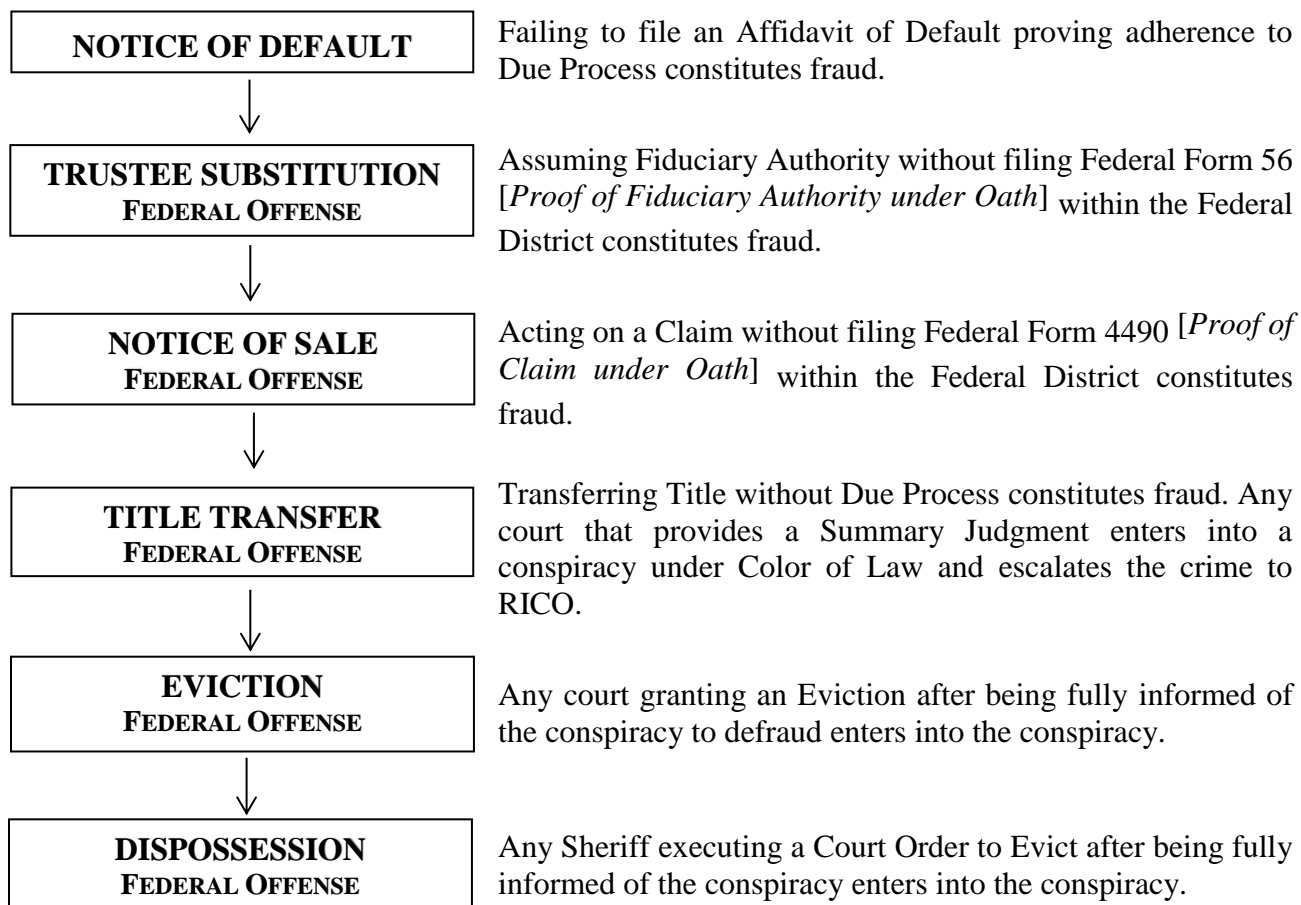 NOTICE OF DEFAULT
Failing to file an Affidavit of Default proving adherence to
Due Process constitutes fraud.
TRUSTEE SUBSTITUTION
FEDERAL OFFENSE
Assuming Fiduciary Authority without filing Federal Form 56
[Proof of Fiduciary Authority under Oath] within the Federal
District constitutes fraud.
NOTICE OF SALE
FEDERAL OFFENSE
Acting on a Claim without filing Federal Form 4490 [Proof of
Claim under Oath] within the Federal District constitutes
fraud.
TITLE TRANSFER
FEDERAL OFFENSE
Transferring Title without Due Process constitutes fraud. Any
court that provides a Summary Judgment enters into a
conspiracy under Color of Law and escalates the crime to
RICO.
EVICTION
FEDERAL OFFENSE
Any court granting an Eviction after being fully informed of
the conspiracy to defraud enters into the conspiracy.
DISPOSSESSION
FEDERAL OFFENSE
Any Sheriff executing a Court Order to Evict after being fully
informed of the conspiracy enters into the conspiracy.